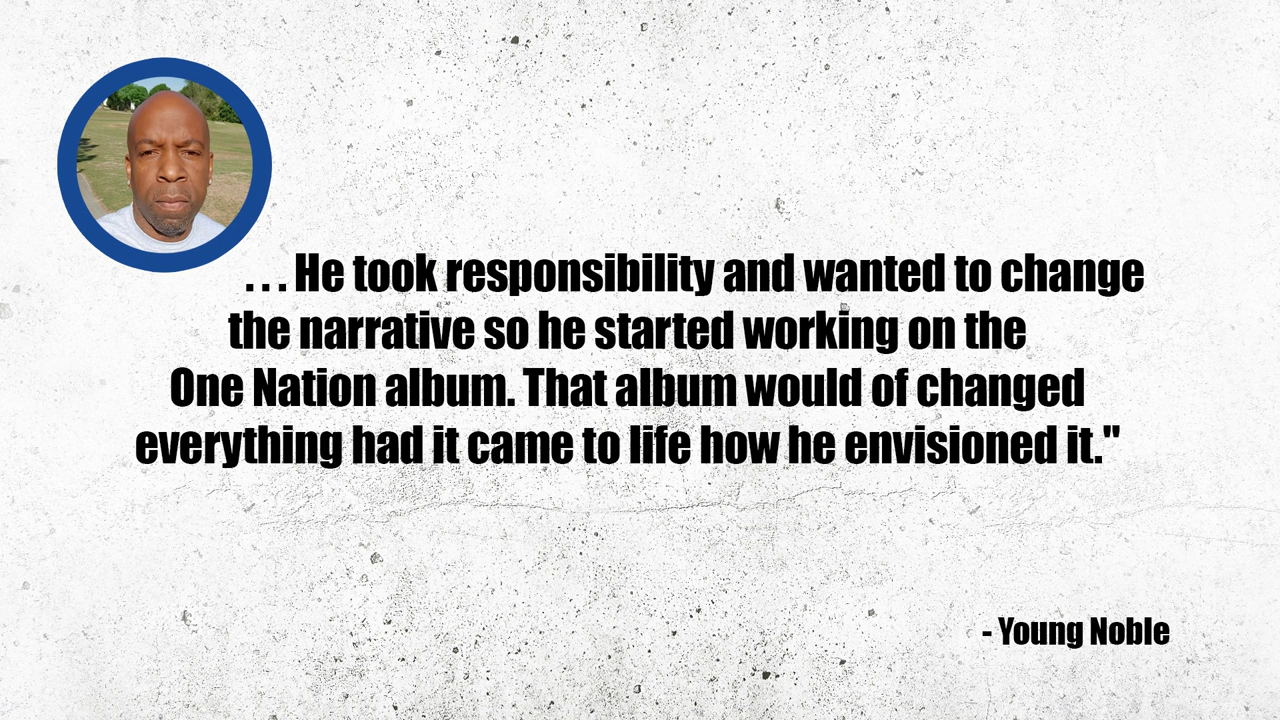 . . . He took responsibility and wanted to change
the narrative so he started working on the
One Nation album. That album would of changed
everything had it came to life how he envisioned it."
- Young Noble